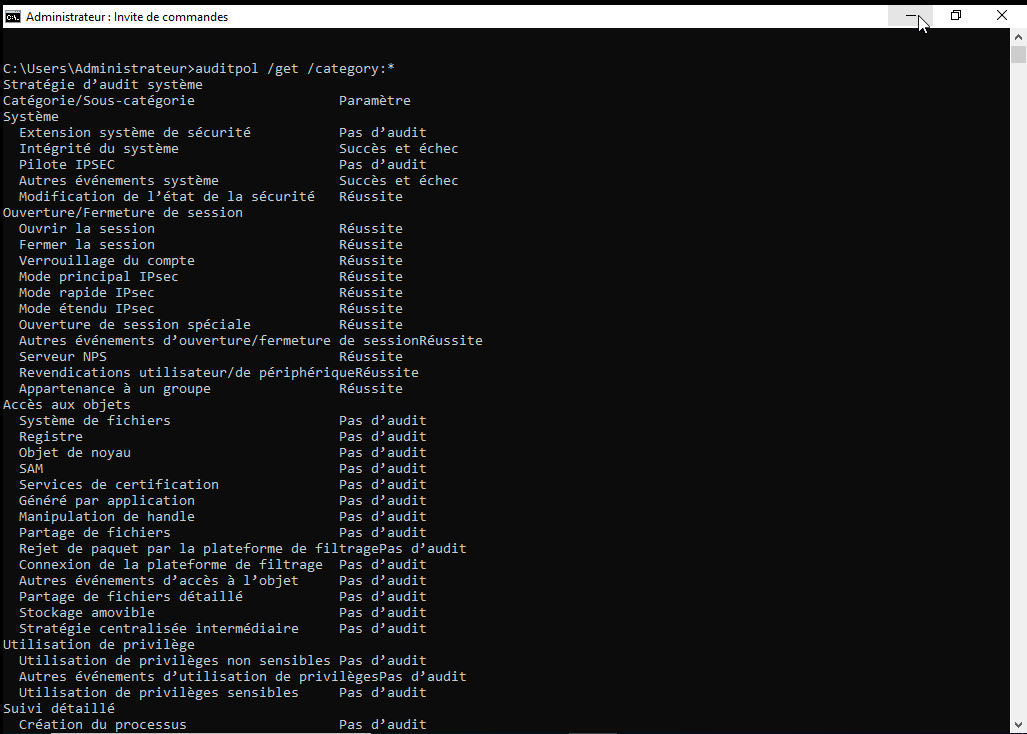 Administrateur : Invite de commandes
C:\Users\Administrateur>auditpol /get /category:*
Stratégie d’audit système
Catégorie/Sous-catégorie                  Paramètre
Système
  Extension système de sécurité           Pas d’audit
  Intégrité du système                    Succès et échec
  Pilote IPSEC                            Pas d’audit
  Autres événements système               Succès et échec
  Modification de l’état de la sécurité   Réussite
Ouverture/Fermeture de session
  Ouvrir la session                       Réussite
  Fermer la session                       Réussite
  Verrouillage du compte                  Réussite
  Mode principal IPsec                    Réussite
  Mode rapide IPsec                       Réussite
  Mode étendu IPsec                       Réussite
  Ouverture de session spéciale           Réussite
  Autres événements d’ouverture/fermeture de sessionRéussite
  Serveur NPS                             Réussite
  Revendications utilisateur/de périphériqueRéussite
  Appartenance à un groupe                Réussite
Accès aux objets
  Système de fichiers                     Pas d’audit
  Registre                                Pas d’audit
  Objet de noyau                          Pas d’audit
  SAM                                     Pas d’audit
  Services de certification               Pas d’audit
  Généré par application                  Pas d’audit
  Manipulation de handle                  Pas d’audit
  Partage de fichiers                     Pas d’audit
  Rejet de paquet par la plateforme de filtragePas d’audit
  Connexion de la plateforme de filtrage  Pas d’audit
  Autres événements d’accès à l’objet     Pas d’audit
  Partage de fichiers détaillé            Pas d’audit
  Stockage amovible                       Pas d’audit
  Stratégie centralisée intermédiaire     Pas d’audit
Utilisation de privilège
  Utilisation de privilèges non sensibles Pas d’audit
  Autres événements d’utilisation de privilègesPas d’audit
  Utilisation de privilèges sensibles     Pas d’audit
Suivi détaillé
  Création du processus                   Pas d’audit